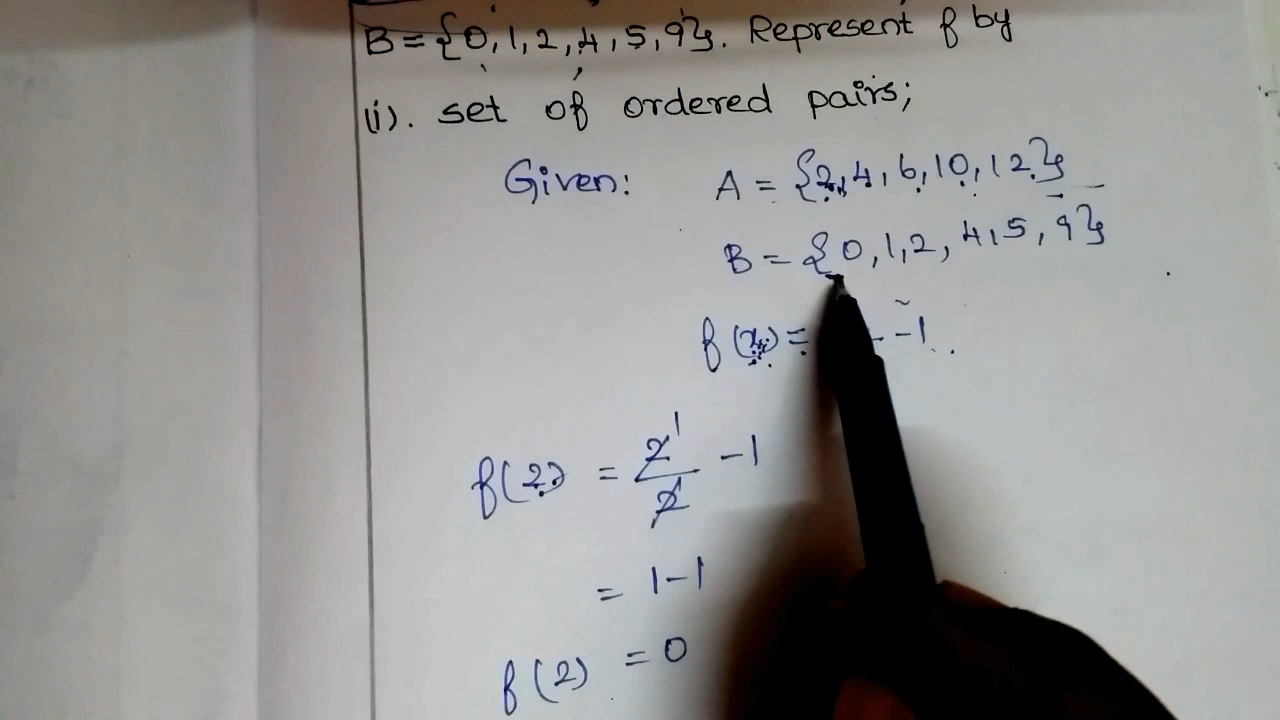 B = {0, 1, 2, 4, 5, 9}. Represent f by
(i). set of ordered pairs;
Given: A = {2, 4, 6, 10, 12}
B = {0, 1, 2, 4, 5, 9}
f(x) = - 1
f(2) = 2/2 1 - 1
= 1 - 1
f(2) = 0